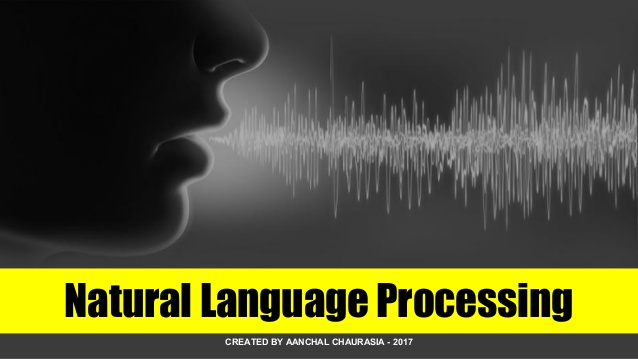 Natural Language Processing
CREATED BY AANCHAL CHAURASIA - 2017